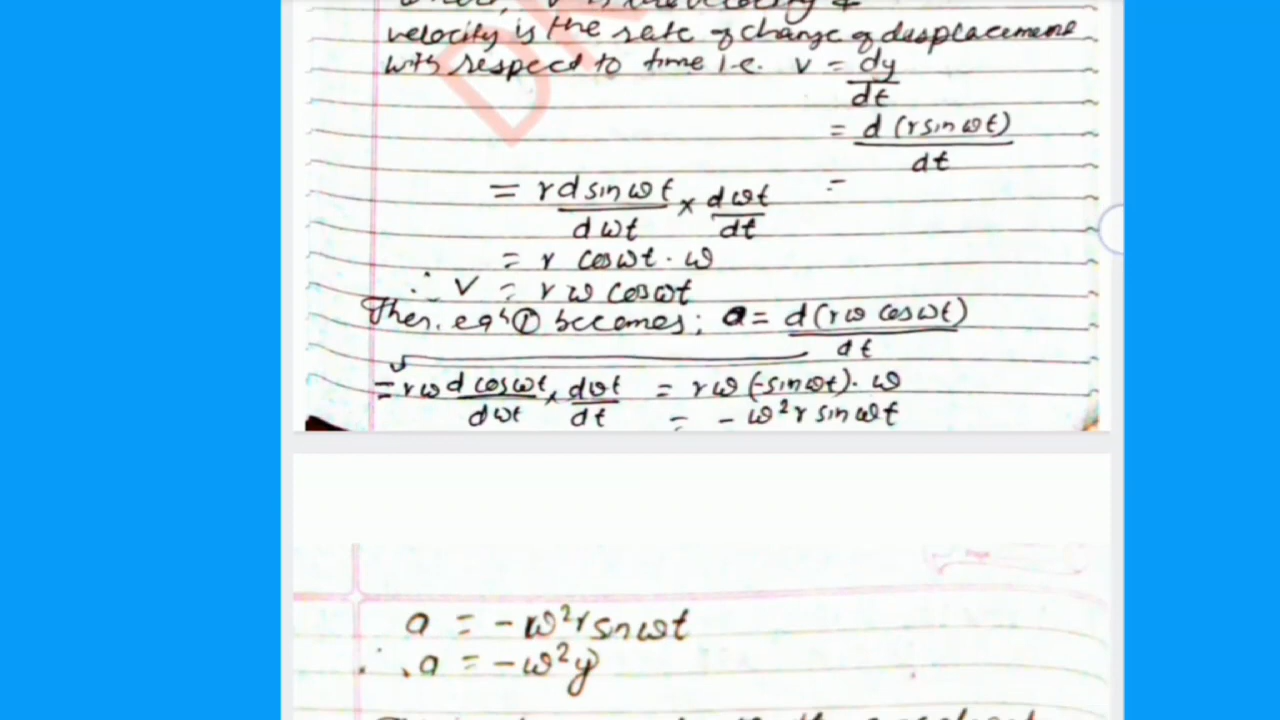 velocity is the rate of change of displacement
with respect to time i.e. v = dy/dt
= d (r sin ωt)/dt
=
= r d sin ωt/dωt × dωt/dt
= r cos ωt · ω
∴ v = r ω cos ωt
Then, eqⁿ ① becomes; a = d(rω cos ωt)/dt
= rω d cos ωt/dωt × dωt/dt = rω (-sin ωt) · ω
= - ω²r sin ωt
a = - ω²r sin ωt
∴ a = - ω²y